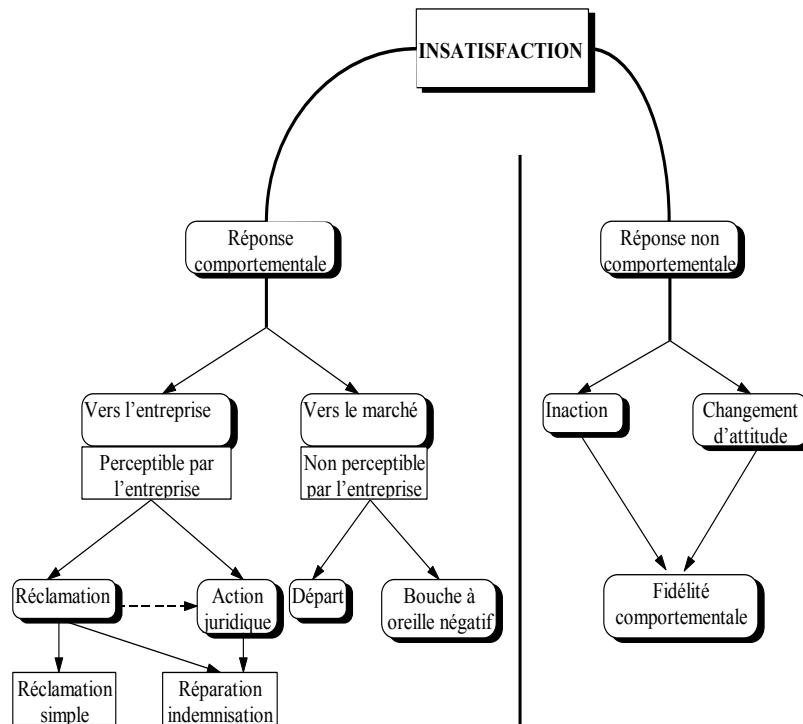 INSATISFACTION
Réponse
comportementale
Réponse non
comportementale
Vers l’entreprise
Vers le marché
Inaction
Changement
d’attitude
Perceptible par
l’entreprise
Non perceptible
par l’entreprise
Réclamation
Action
juridique
Départ
Bouche à
oreille négatif
Fidélité
comportementale
Réclamation
simple
Réparation
indemnisation